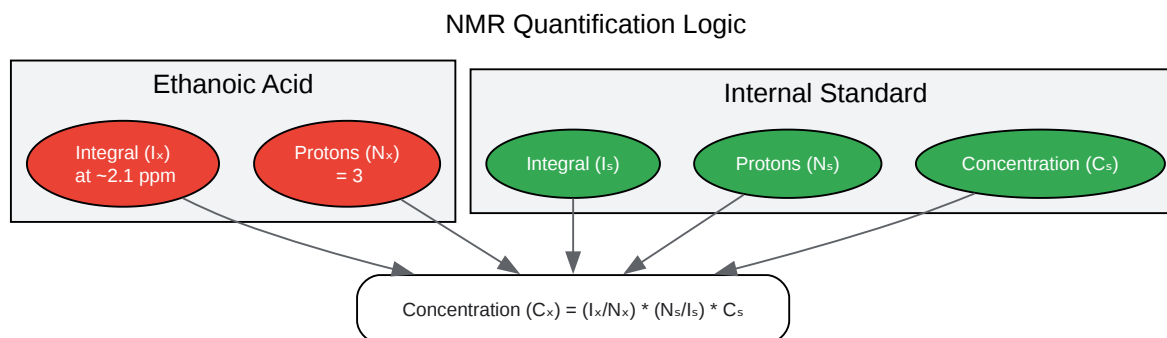 NMR Quantification Logic
Ethanoic Acid
Internal Standard
Integral (Iₓ)
at ~2.1 ppm
Protons (Nₓ)
= 3
Integral (Iₛ)
Protons (Nₛ)
Concentration (Cₛ)
Concentration (Cₓ) = (Iₓ/Nₓ) * (Nₛ/Iₛ) * Cₛ